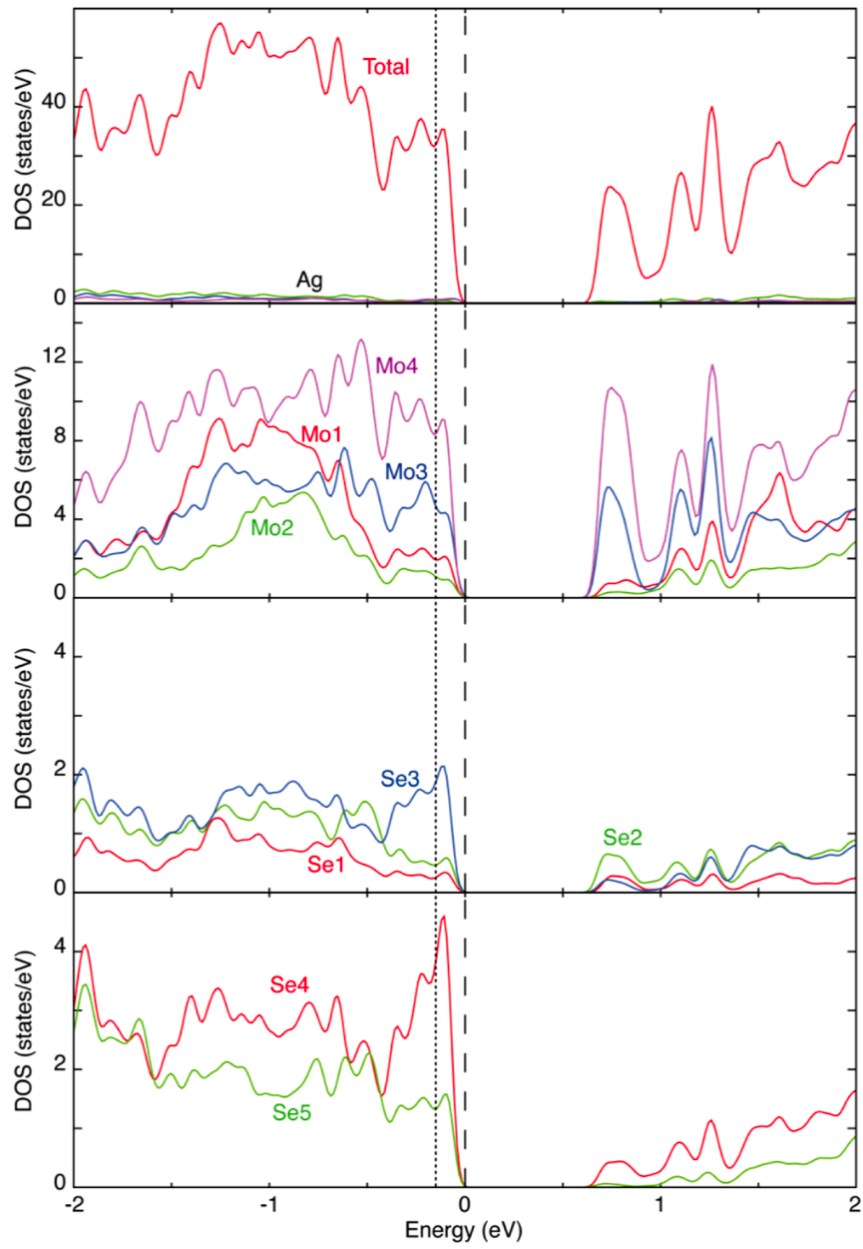 DOS (states/eV)
40
20
0
Total
Ag
DOS (states/eV)
12
8
4
0
Mo4
Mo1
Mo3
Mo2
DOS (states/eV)
4
2
0
Se3
Se1
Se2
DOS (states/eV)
4
2
0
Se4
Se5
-2 -1 0 1 2
Energy (eV)